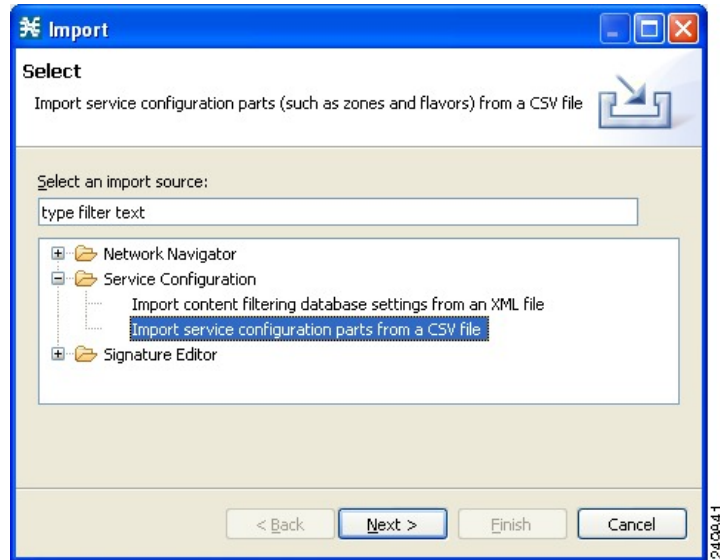 Import
Select
Import service configuration parts (such as zones and flavors) from a CSV file
Select an import source:
type filter text
Network Navigator
Service Configuration
Import content filtering database settings from an XML file
Import service configuration parts from a CSV file
Signature Editor
< Back
Next >
Finish
Cancel
249841